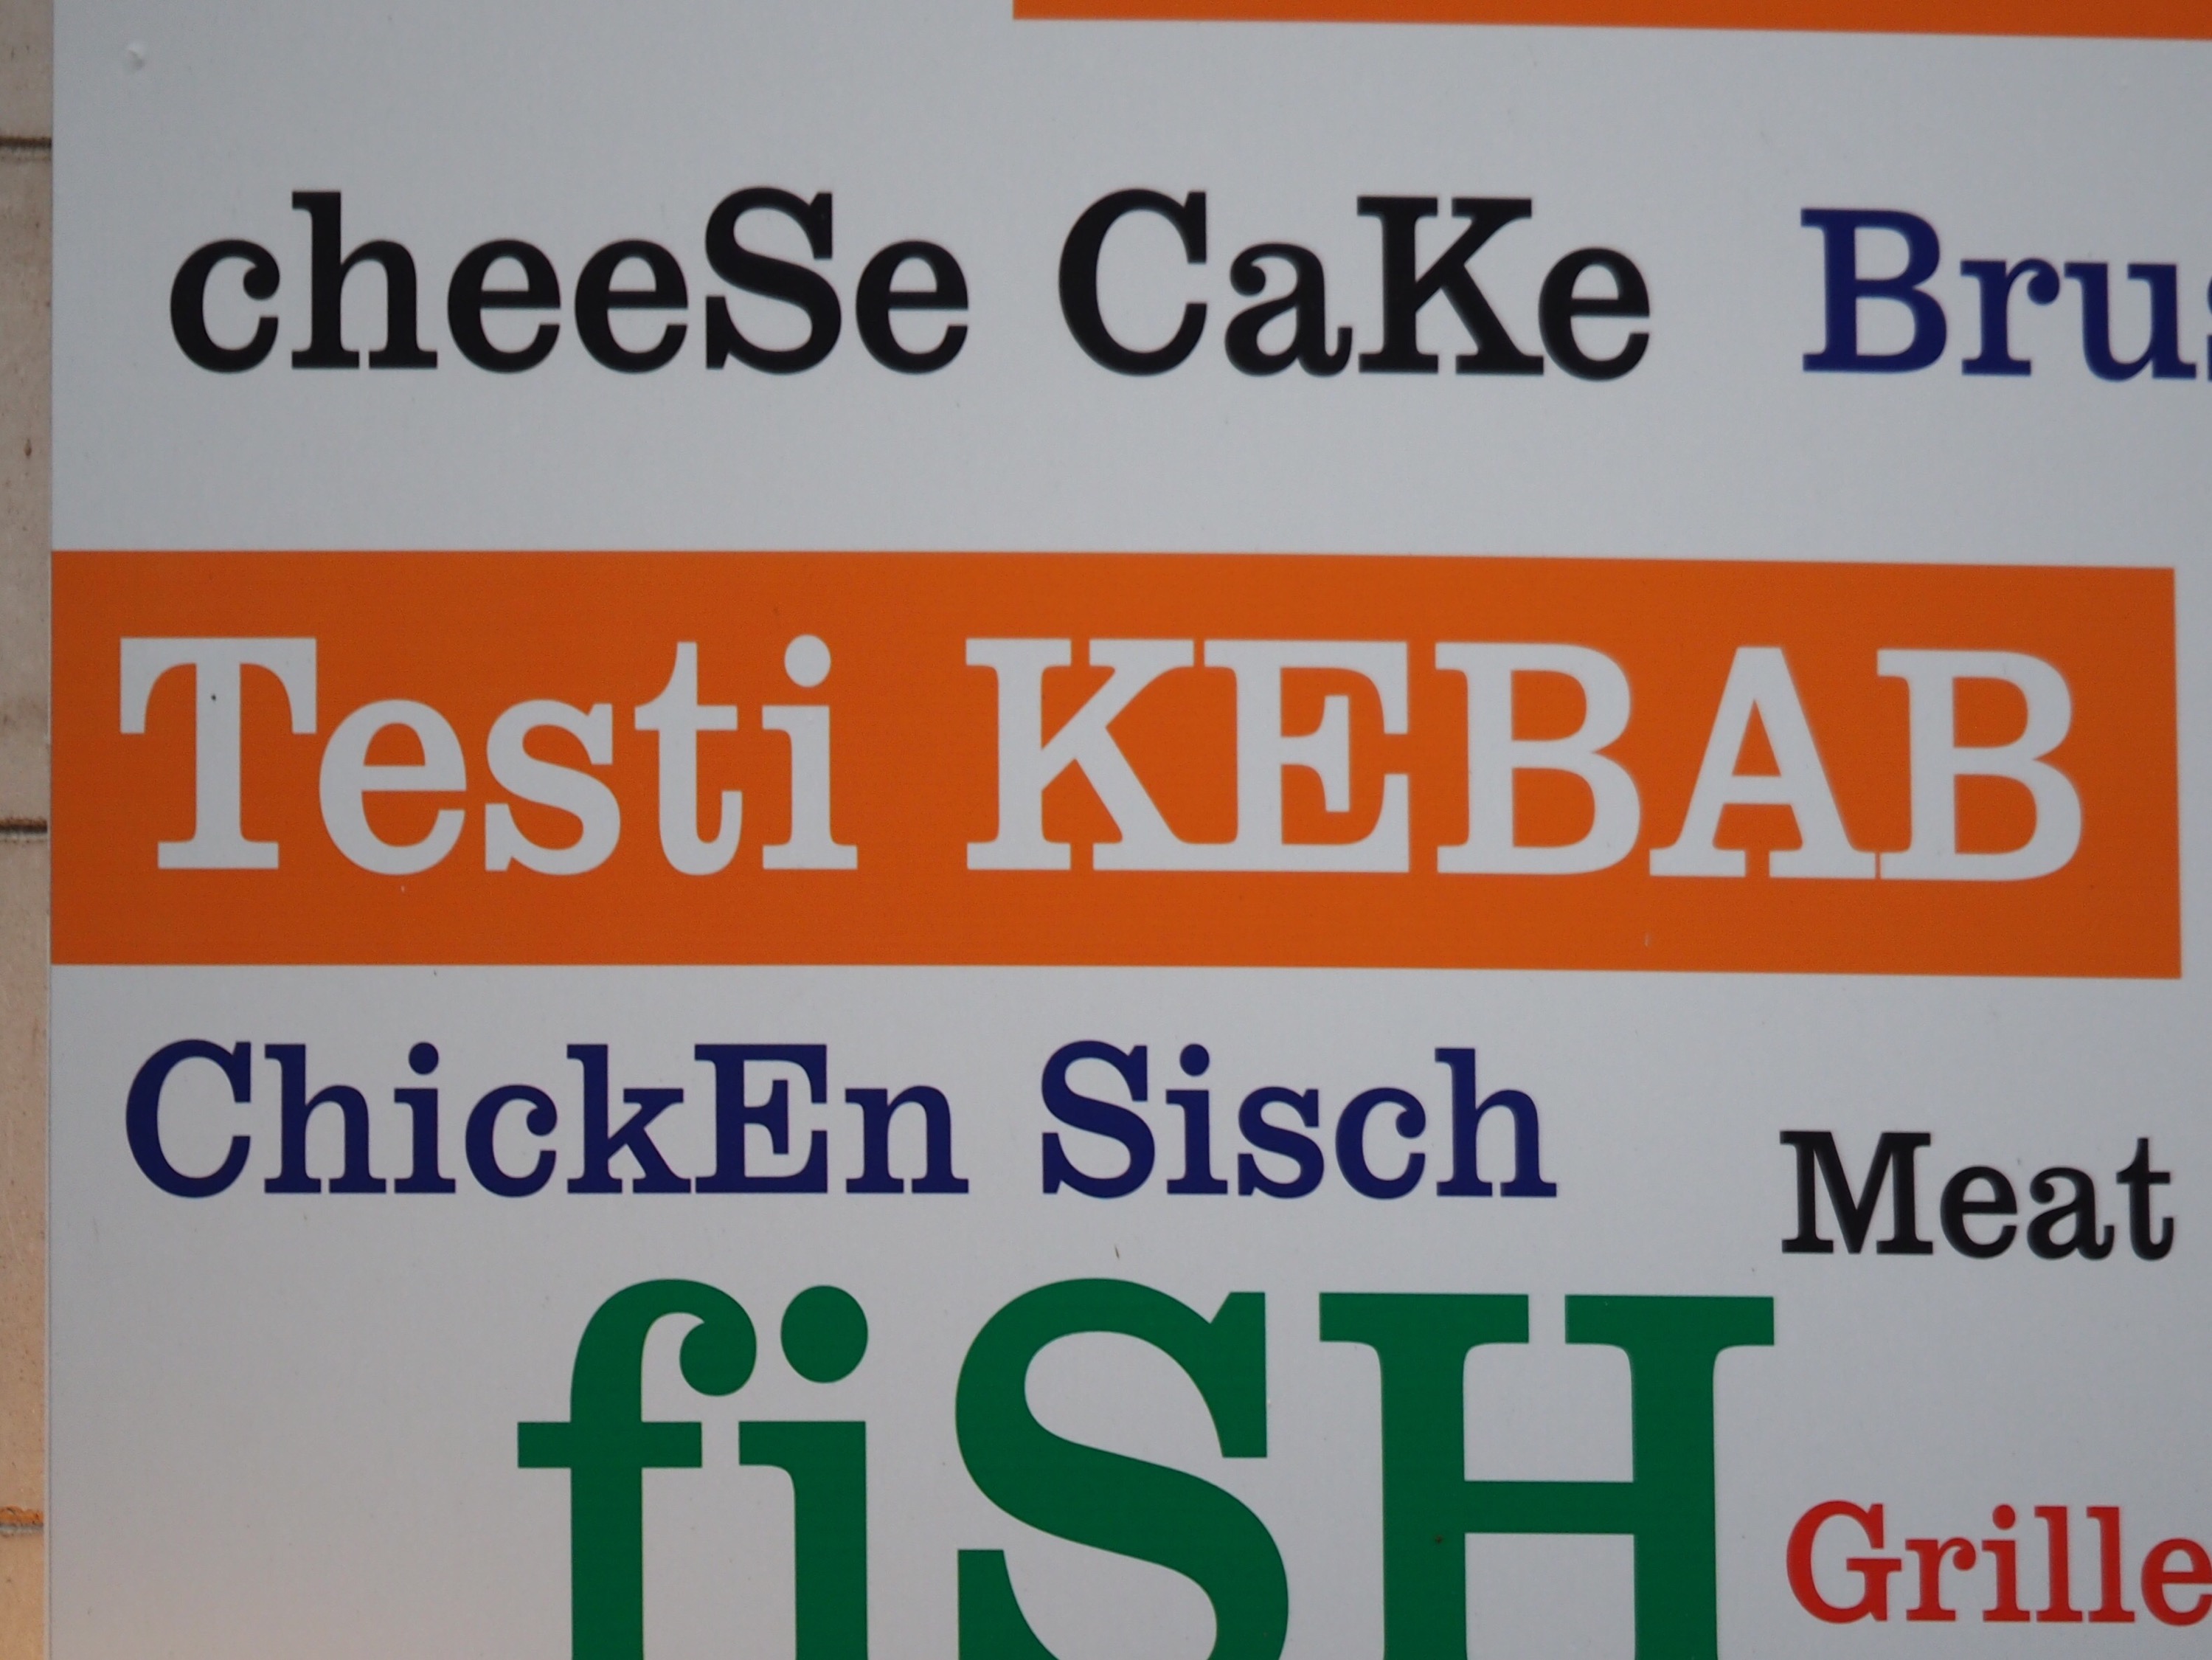 cheeSe CaKe Brus
Testi KEBAB
ChickEn Sisch
Meat
fiSH
Grille